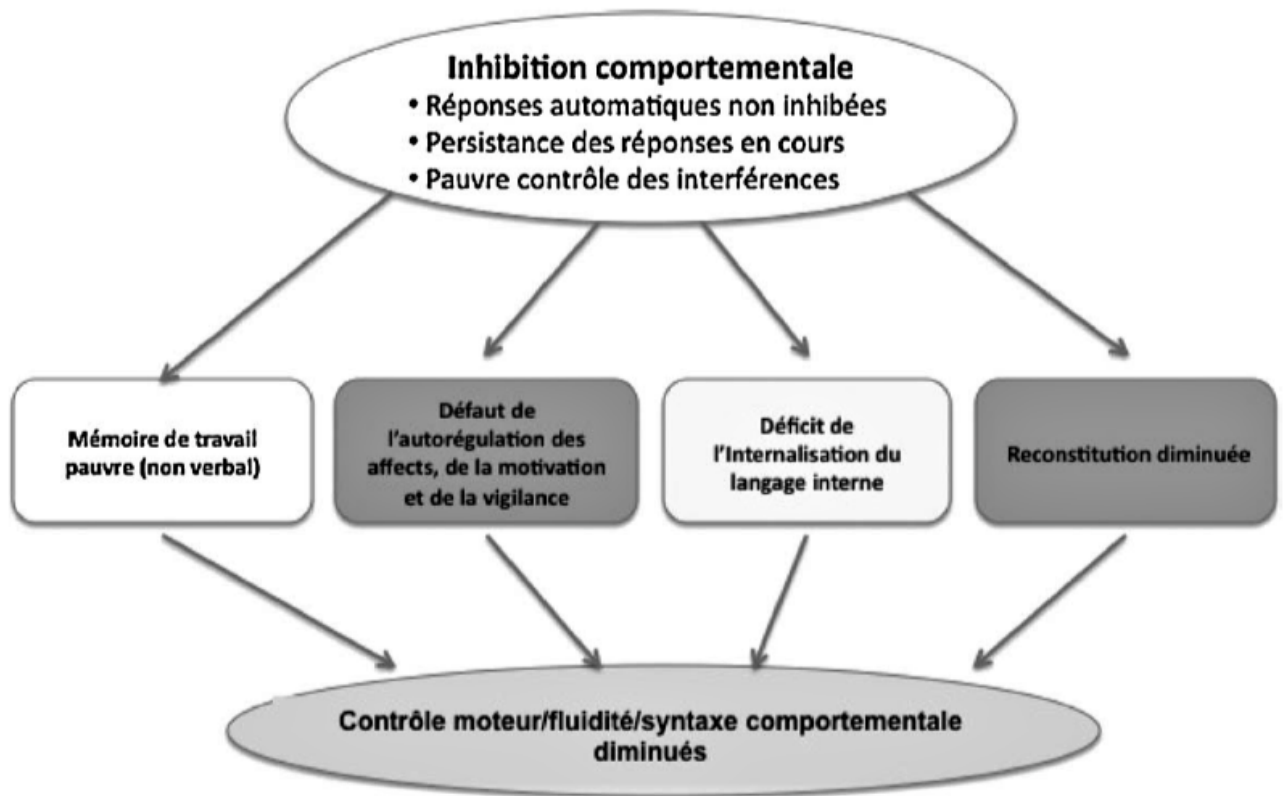 Inhibition comportementale
• Réponses automatiques non inhibées
• Persistance des réponses en cours
• Pauvre contrôle des interférences
Mémoire de travail
pauvre (non verbal)
Défaut de
l'autorégulation des
affects, de la motivation
et de la vigilance
Déficit de
l'Internalisation du
langage interne
Reconstitution diminuée
Contrôle moteur/fluidité/syntaxe comportementale
diminués